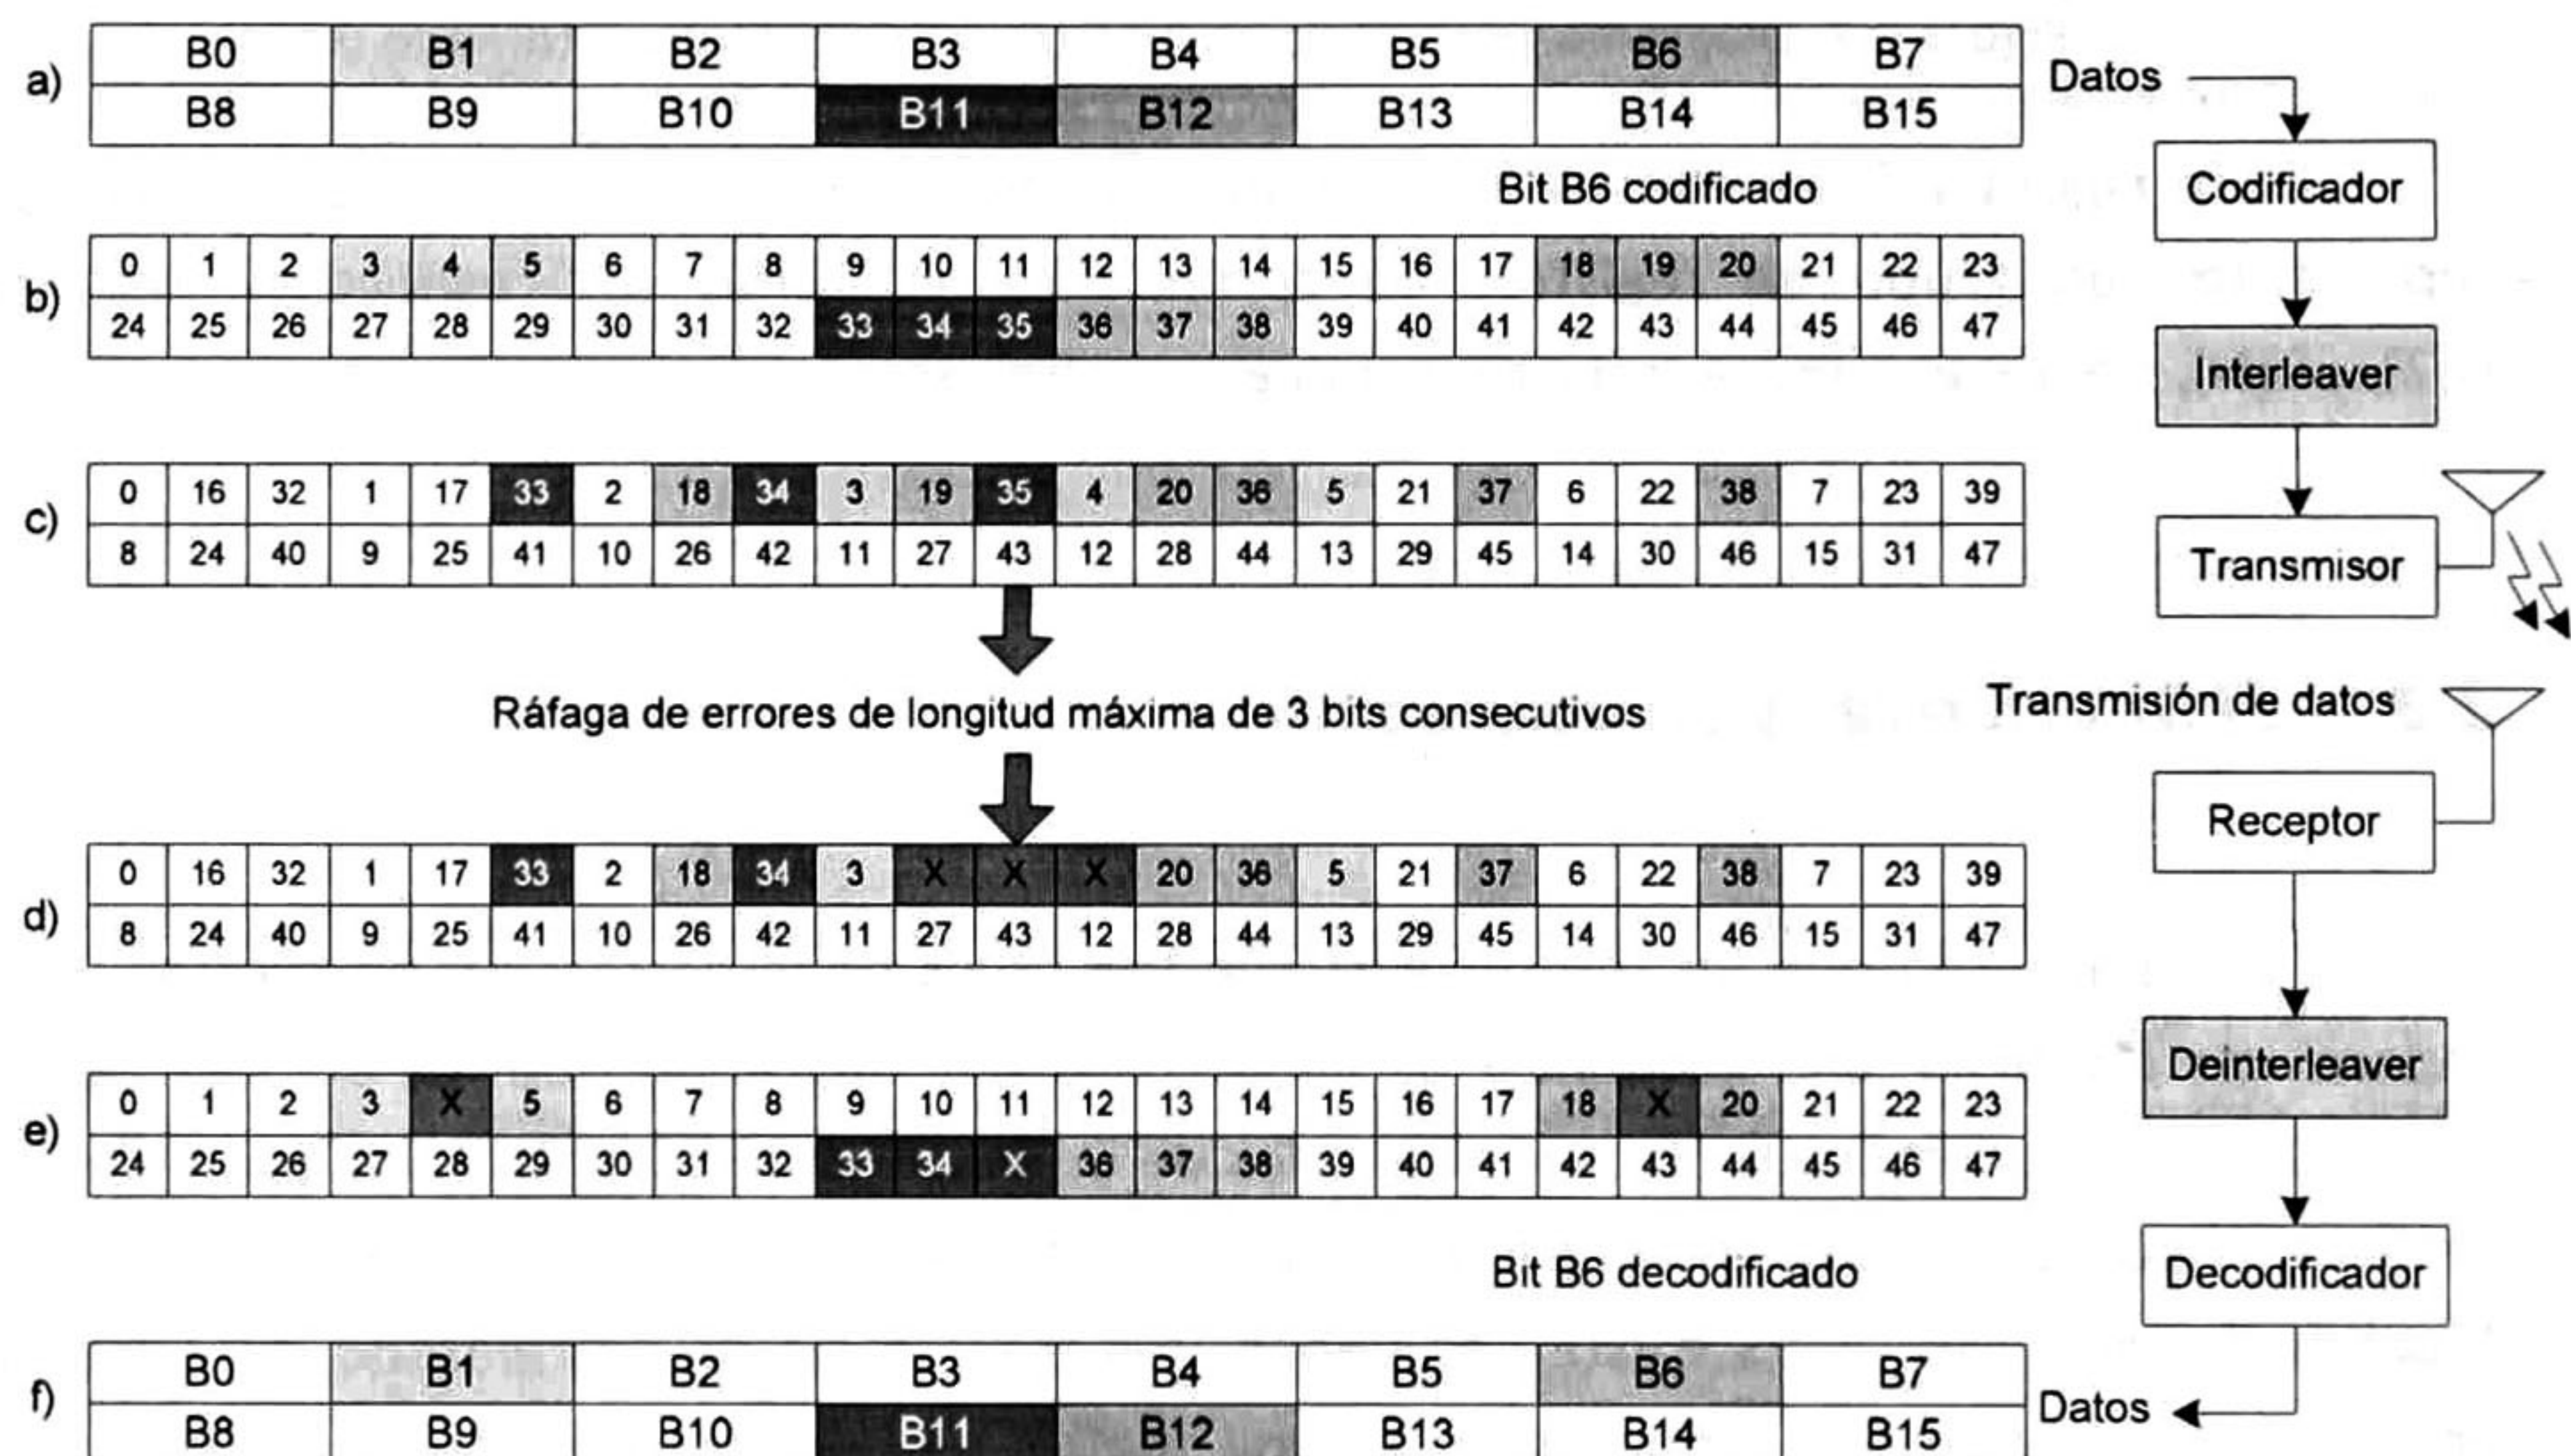 a) B0 B1 B2 B3 B4 B5 B6 B7 Datos
B8 B9 B10 B11 B12 B13 B14 B15
Bit B6 codificado Codificador
b) 0 1 2 3 4 5 6 7 8 9 10 11 12 13 14 15 16 17 18 19 20 21 22 23
24 25 26 27 28 29 30 31 32 33 34 35 36 37 38 39 40 41 42 43 44 45 46 47
Interleaver
c) 0 16 32 1 17 33 2 18 34 3 19 35 4 20 36 5 21 37 6 22 38 7 23 39
8 24 40 9 25 41 10 26 42 11 27 43 12 28 44 13 29 45 14 30 46 15 31 47
Transmisor
Ráfaga de errores de longitud máxima de 3 bits consecutivos
Transmisión de datos
Receptor
d) 0 16 32 1 17 33 2 18 34 3 X X X 20 36 5 21 37 6 22 38 7 23 39
8 24 40 9 25 41 10 26 42 11 27 43 12 28 44 13 29 45 14 30 46 15 31 47
Deinterleaver
e) 0 1 2 3 X 5 6 7 8 9 10 11 12 13 14 15 16 17 18 X 20 21 22 23
24 25 26 27 28 29 30 31 32 33 34 X 36 37 38 39 40 41 42 43 44 45 46 47
Bit B6 decodificado Decodificador
f) B0 B1 B2 B3 B4 B5 B6 B7
B8 B9 B10 B11 B12 B13 B14 B15 Datos